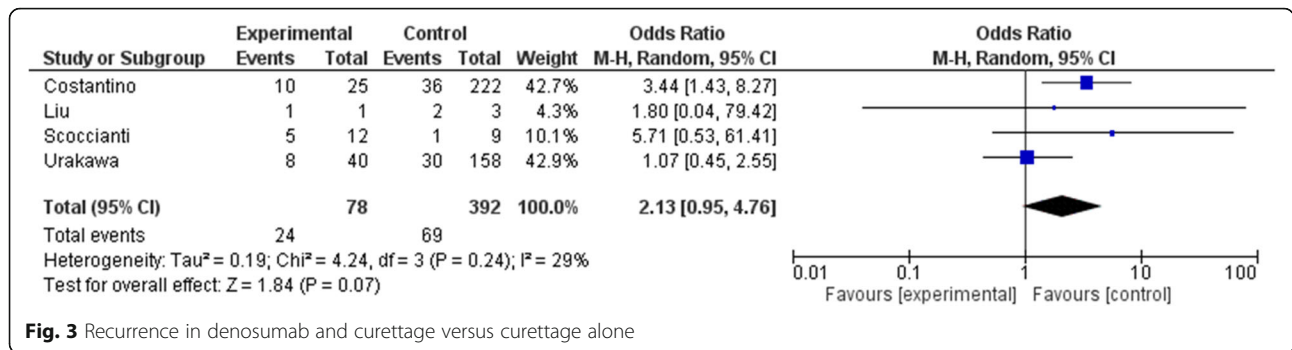 Experimental Control Odds Ratio Odds Ratio
Study or Subgroup Events Total Events Total Weight M-H, Random, 95% CI M-H, Random, 95% CI
Costantino 10 25 36 222 42.7% 3.44 [1.43, 8.27]
Liu 1 1 2 3 4.3% 1.80 [0.04, 79.42]
Scoccianti 5 12 1 9 10.1% 5.71 [0.53, 61.41]
Urakawa 8 40 30 158 42.9% 1.07 [0.45, 2.55]
Total (95% CI) 78 392 100.0% 2.13 [0.95, 4.76]
Total events 24 69
Heterogeneity: Tau² = 0.19; Chi² = 4.24, df = 3 (P = 0.24); I² = 29%
Test for overall effect: Z = 1.84 (P = 0.07)
0.01 0.1 1 10 100
Favours [experimental] Favours [control]
Fig. 3 Recurrence in denosumab and curettage versus curettage alone